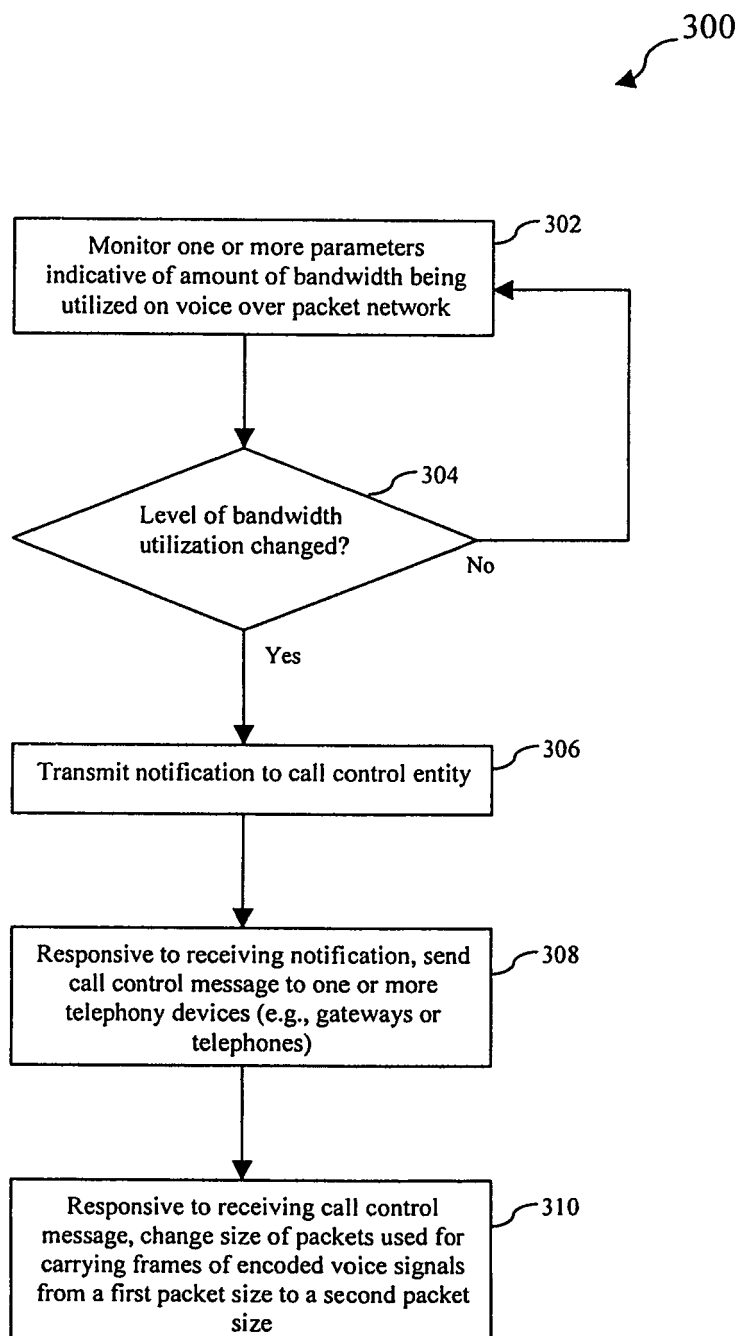 300
302
Monitor one or more parameters
indicative of amount of bandwidth being
utilized on voice over packet network
304
Level of bandwidth
utilization changed?
No
Yes
306
Transmit notification to call control entity
308
Responsive to receiving notification, send
call control message to one or more
telephony devices (e.g., gateways or
telephones)
310
Responsive to receiving call control
message, change size of packets used for
carrying frames of encoded voice signals
from a first packet size to a second packet
size